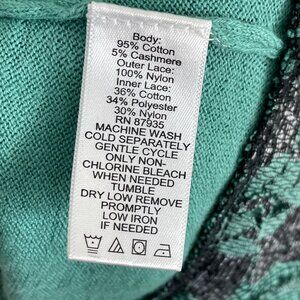 Body:
95% Cotton
5% Cashmere
Outer Lace:
100% Nylon
Inner Lace:
36% Cotton
34% Polyester
30% Nylon
RN 87935
MACHINE WASH
COLD SEPARATELY
GENTLE CYCLE
ONLY NON-
CHLORINE BLEACH
WHEN NEEDED
TUMBLE
DRY LOW REMOVE
PROMPTLY
LOW IRON
IF NEEDED